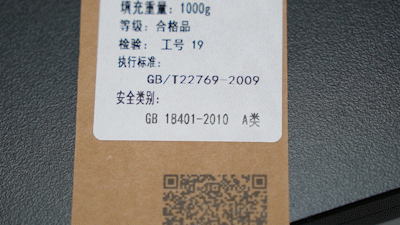 填充重量: 1000g
等级: 合格品
检验: 工号 19
执行标准:
GB/T22769-2009
安全类别:
GB 18401-2010 A类